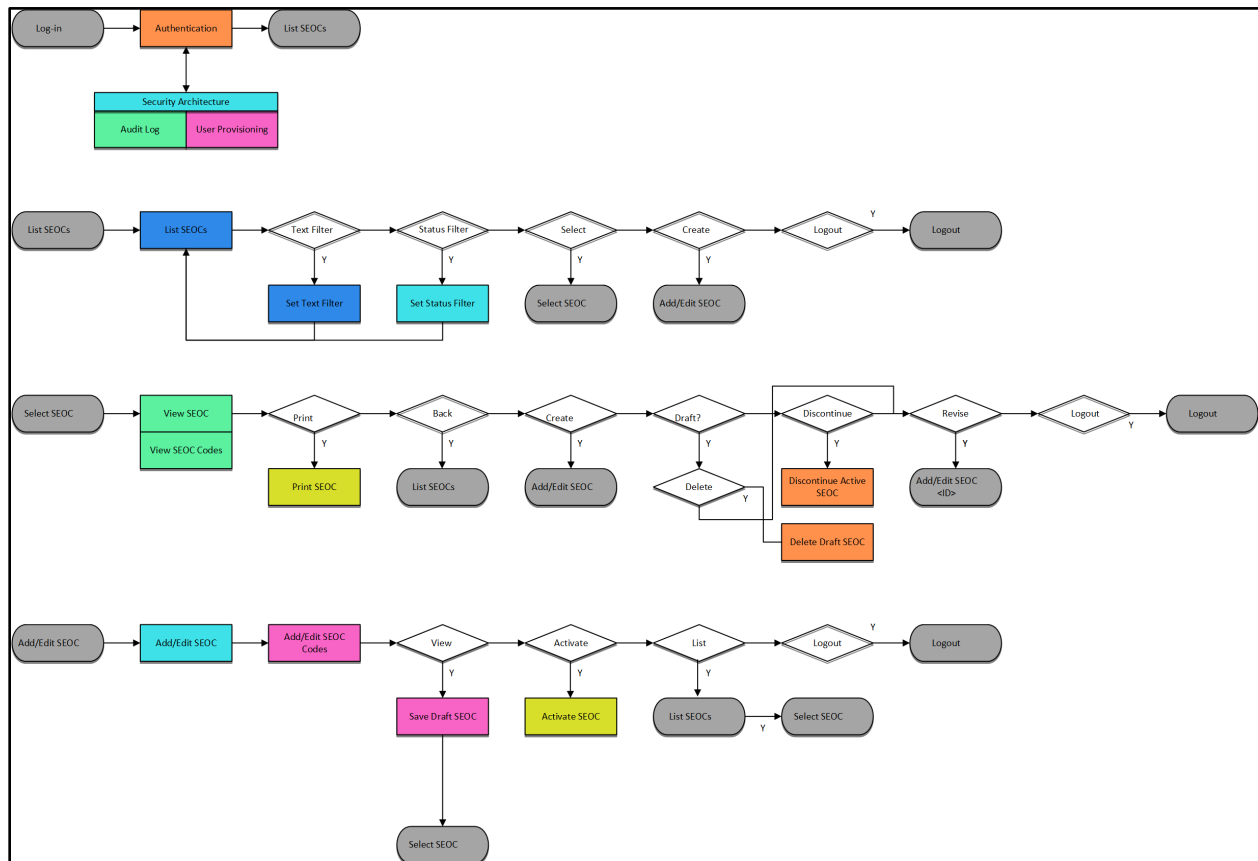 Log-in
Authentication
List SEOCs
Security Architecture
Audit Log
User Provisioning
List SEOCs
List SEOCs
Text Filter
Status Filter
Select
Create
Logout
Y
Logout
Y
Y
Y
Y
Set Text Filter
Set Status Filter
Select SEOC
Add/Edit SEOC
Select SEOC
View SEOC
Print
Back
Create
Draft?
Discontinue
Revise
Logout
Y
Logout
View SEOC Codes
Y
Y
Y
Y
Y
Y
Print SEOC
List SEOCs
Add/Edit SEOC
Delete
Y
Discontinue Active
SEOC
Add/Edit SEOC
<ID>
Delete Draft SEOC
Add/Edit SEOC
Add/Edit SEOC
Add/Edit SEOC
Codes
View
Activate
List
Logout
Y
Logout
Y
Y
Y
Save Draft SEOC
Activate SEOC
List SEOCs
Y
Select SEOC
Select SEOC